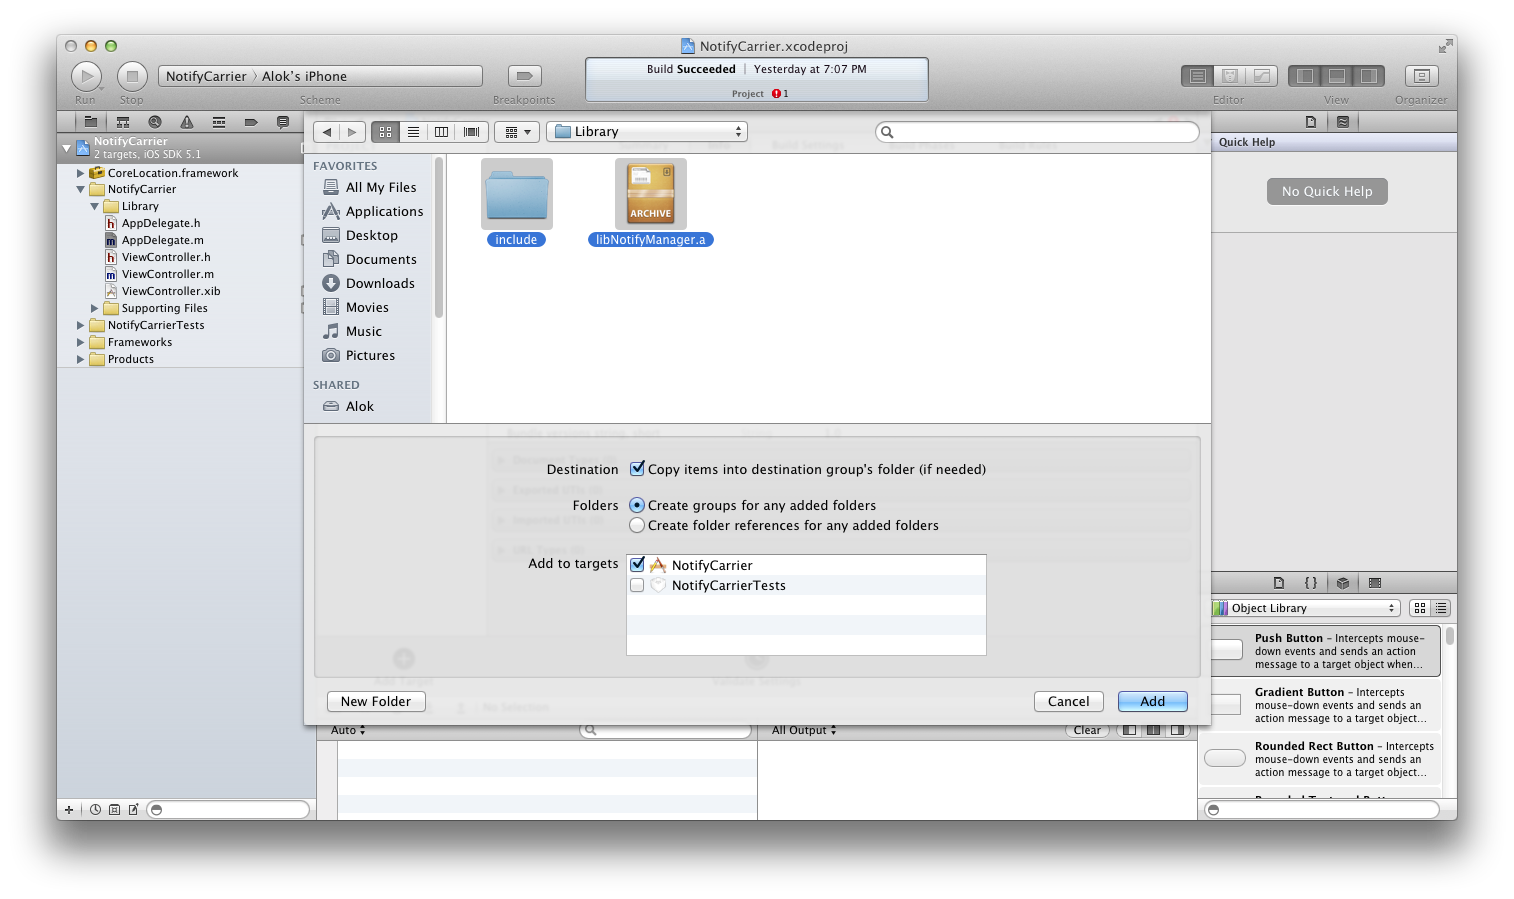 NotifyCarrier.xcodeproj
NotifyCarrier 〉 Alok's iPhone
Build Succeeded | Yesterday at 7:07 PM
Project 1
Run
Stop
Scheme
Breakpoints
Editor
View
Organizer
NotifyCarrier
2 targets, iOS SDK 5.1
CoreLocation.framework
NotifyCarrier
Library
AppDelegate.h
AppDelegate.m
ViewController.h
ViewController.m
ViewController.xib
Supporting Files
NotifyCarrierTests
Frameworks
Products
Library
FAVORITES
All My Files
Applications
Desktop
Documents
Downloads
Movies
Music
Pictures
SHARED
Alok
ARCHIVE
include
libNotifyManager.a
Destination
Copy items into destination group's folder (if needed)
Folders
Create groups for any added folders
Create folder references for any added folders
Add to targets
NotifyCarrier
NotifyCarrierTests
Add Target
Validate Settings
No Selection
New Folder
Cancel
Add
Auto
All Output
Clear
Quick Help
No Quick Help
Object Library
Push Button – Intercepts mouse-
down events and sends an action
message to a target object when...
Gradient Button – Intercepts
mouse-down events and sends an
action message to a target object...
Rounded Rect Button – Intercepts
mouse-down events and sends an
action message to a target object...